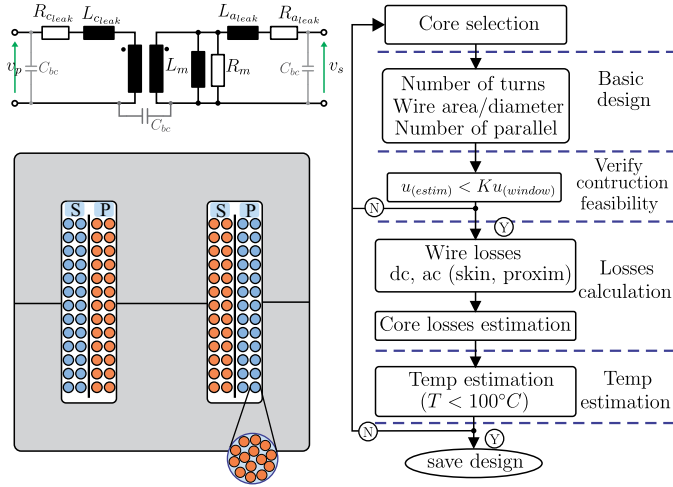 R_{c_{leak}} L_{c_{leak}} L_{a_{leak}} R_{a_{leak}}
v_p C_{bc} L_m R_m C_{bc} v_s
C_{bc}
S P S P
Core selection
Number of turns
Wire area/diameter
Number of parallel
Basic
design
u_{(estim)} < Ku_{(window)}
Verify
contruction
feasibility
N
Y
Wire losses
dc, ac (skin, proxim)
Losses
calculation
Core losses estimation
Temp estimation
(T < 100°C)
Temp
estimation
N
Y
save design